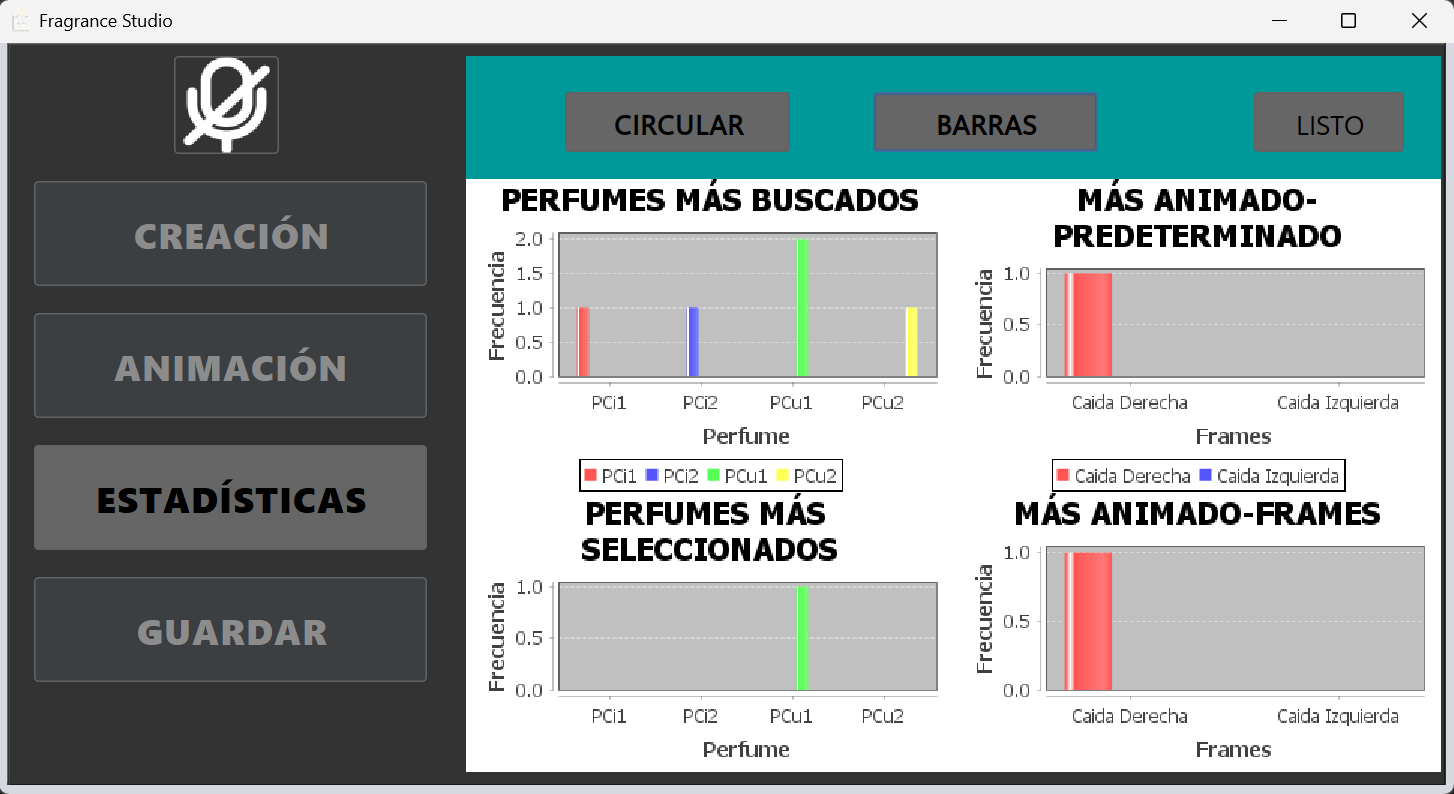 Fragrance Studio
CREACIÓN
ANIMACIÓN
ESTADÍSTICAS
GUARDAR
CIRCULAR
BARRAS
LISTO
PERFUMES MÁS BUSCADOS
Frecuencia
2.0
1.5
1.0
0.5
0.0
PCi1 PCi2 PCu1 PCu2
Perfume
PCi1 PCi2 PCu1 PCu2
MÁS ANIMADO-
PREDETERMINADO
Frecuencia
1.0
0.5
0.0
Caida Derecha Caida Izquierda
Frames
Caida Derecha Caida Izquierda
PERFUMES MÁS
SELECCIONADOS
Frecuencia
1.0
0.5
0.0
PCi1 PCi2 PCu1 PCu2
Perfume
MÁS ANIMADO-FRAMES
Frecuencia
1.0
0.5
0.0
Caida Derecha Caida Izquierda
Frames